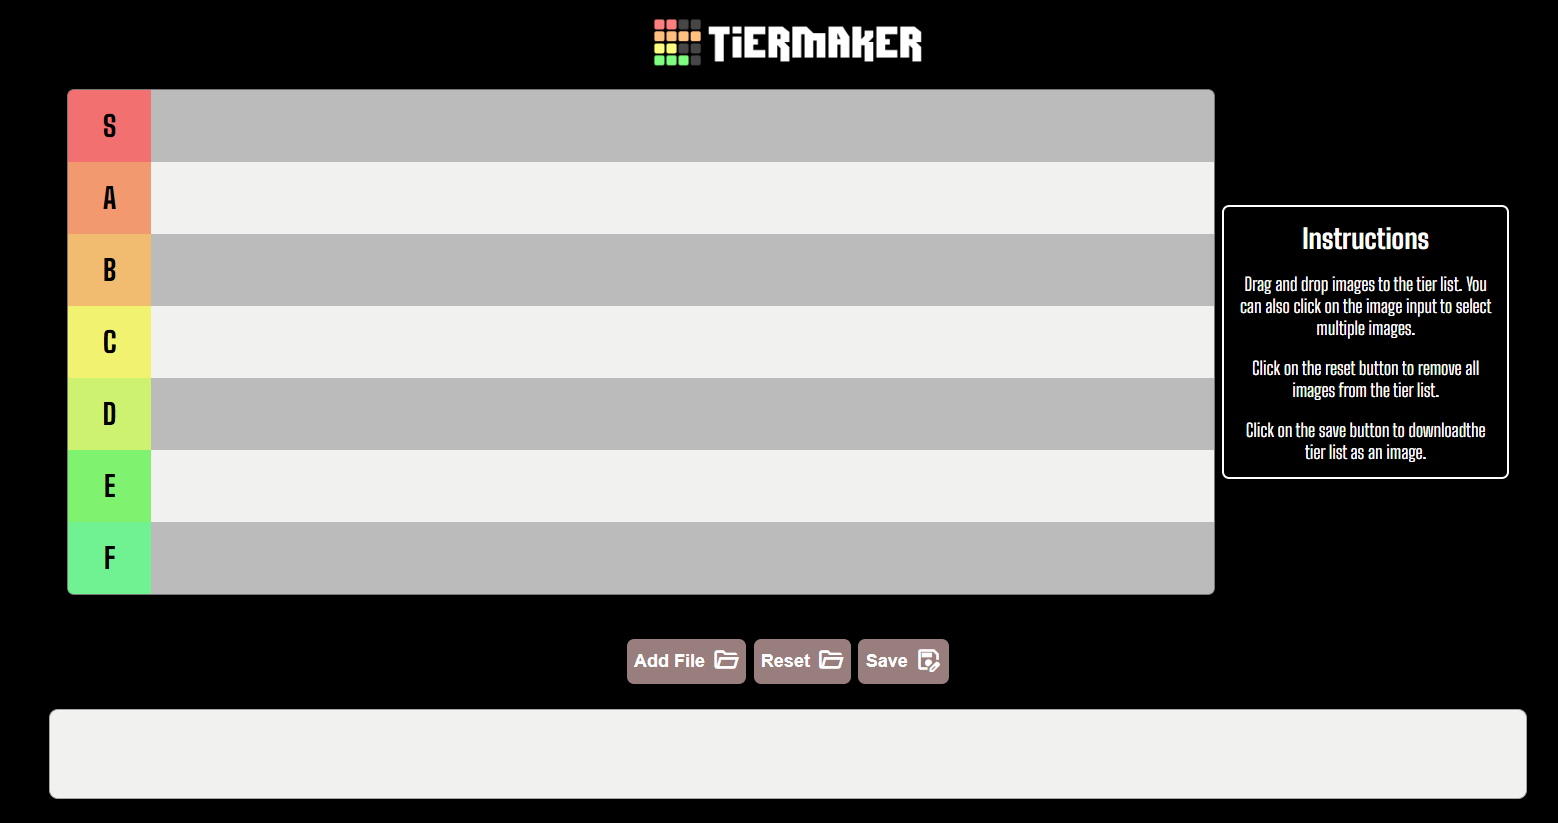 TiERMAKER
S
A
B
C
D
E
F
Instructions
Drag and drop images to the tier list. You
can also click on the image input to select
multiple images.
Click on the reset button to remove all
images from the tier list.
Click on the save button to downloadthe
tier list as an image.
Add File
Reset
Save